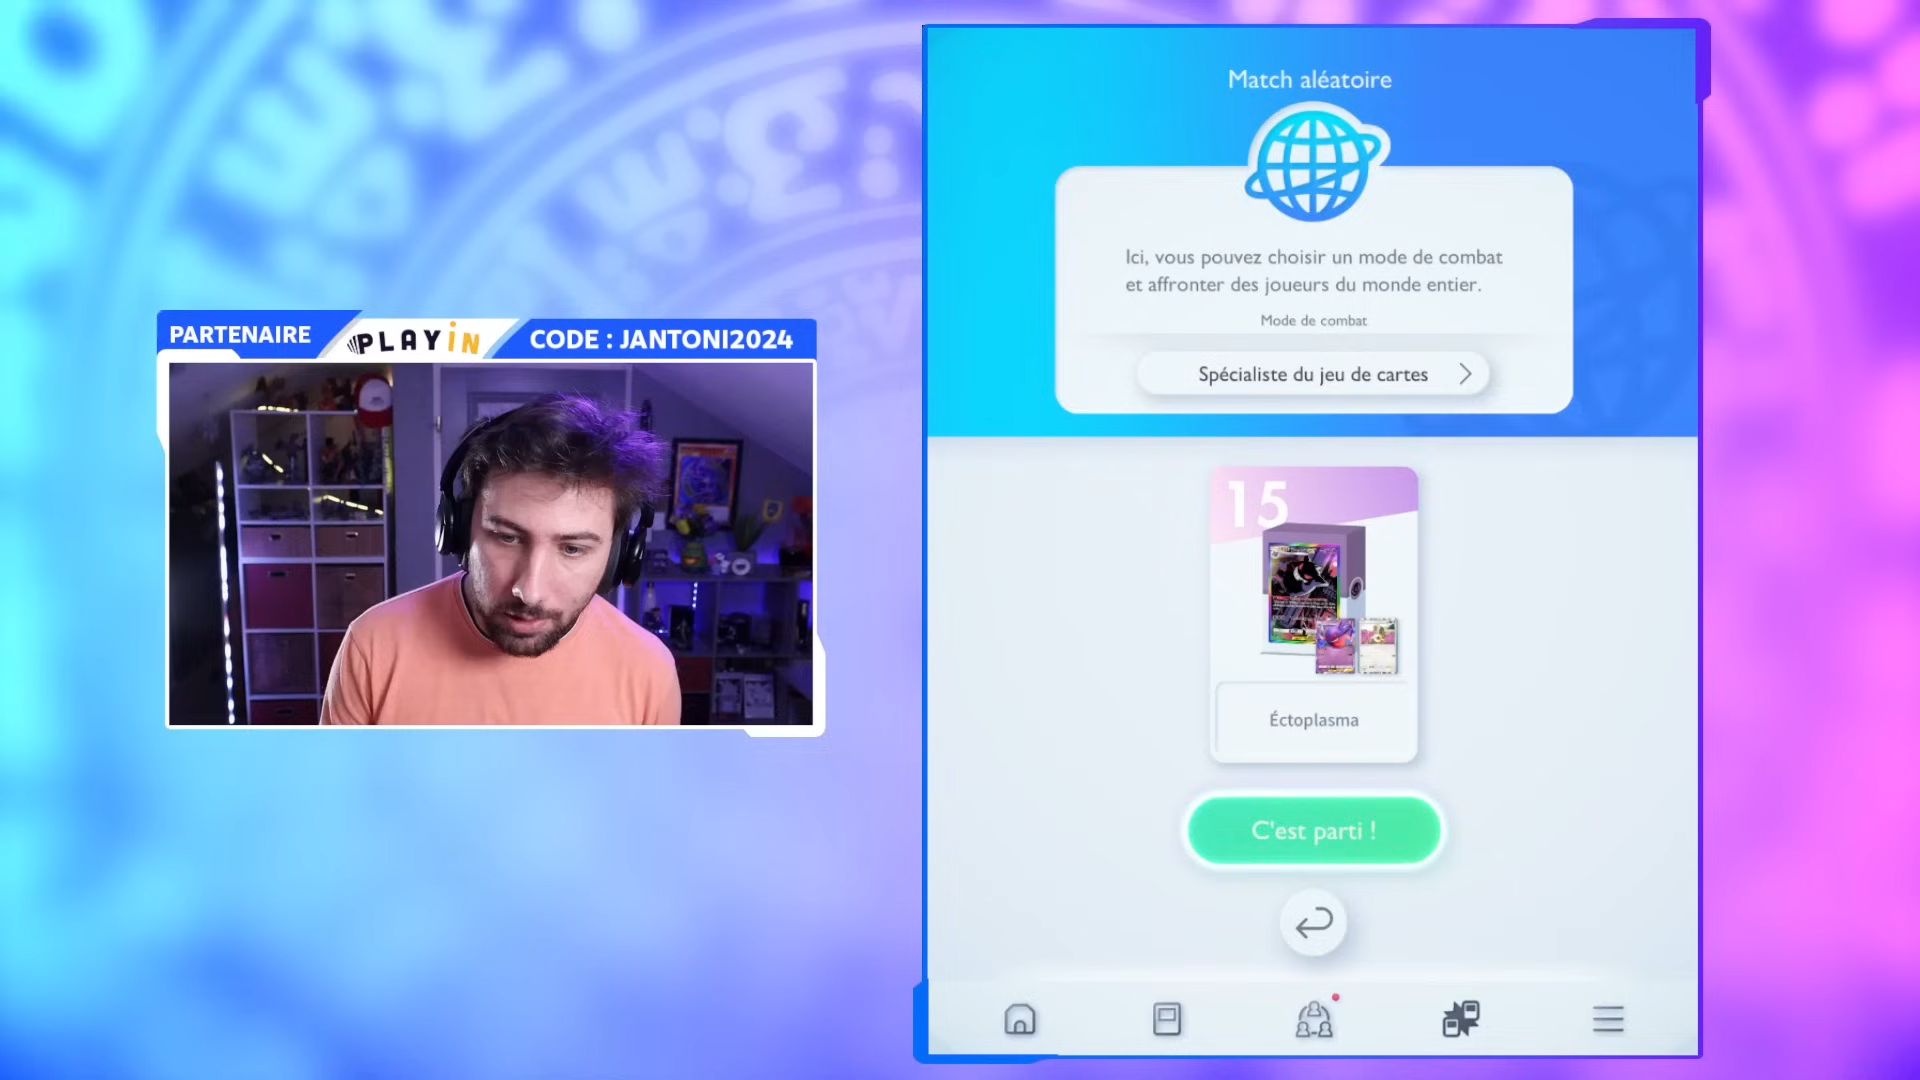 PARTENAIRE
PLAYiN
CODE : JANTONI2024
Match aléatoire
Ici, vous pouvez choisir un mode de combat
et affronter des joueurs du monde entier.
Mode de combat
Spécialiste du jeu de cartes
15
Éctoplasma
C'est parti !